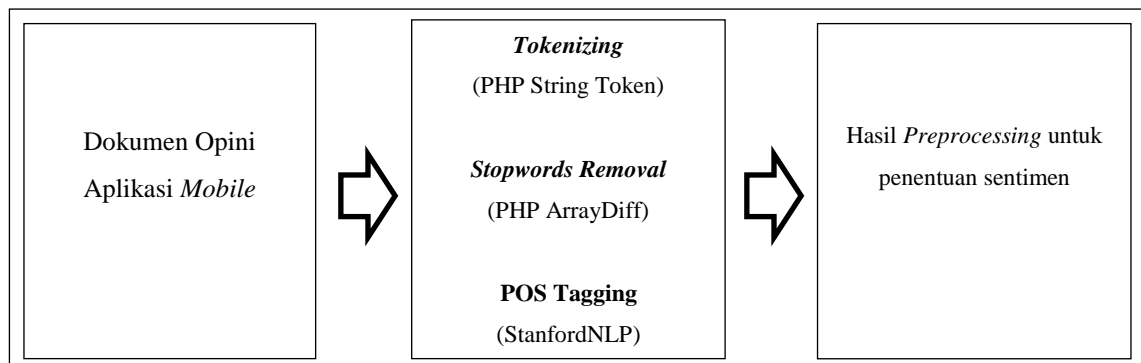 Dokumen Opini
Aplikasi Mobile
Tokenizing
(PHP String Token)
Stopwords Removal
(PHP ArrayDiff)
POS Tagging
(StanfordNLP)
Hasil Preprocessing untuk
penentuan sentimen